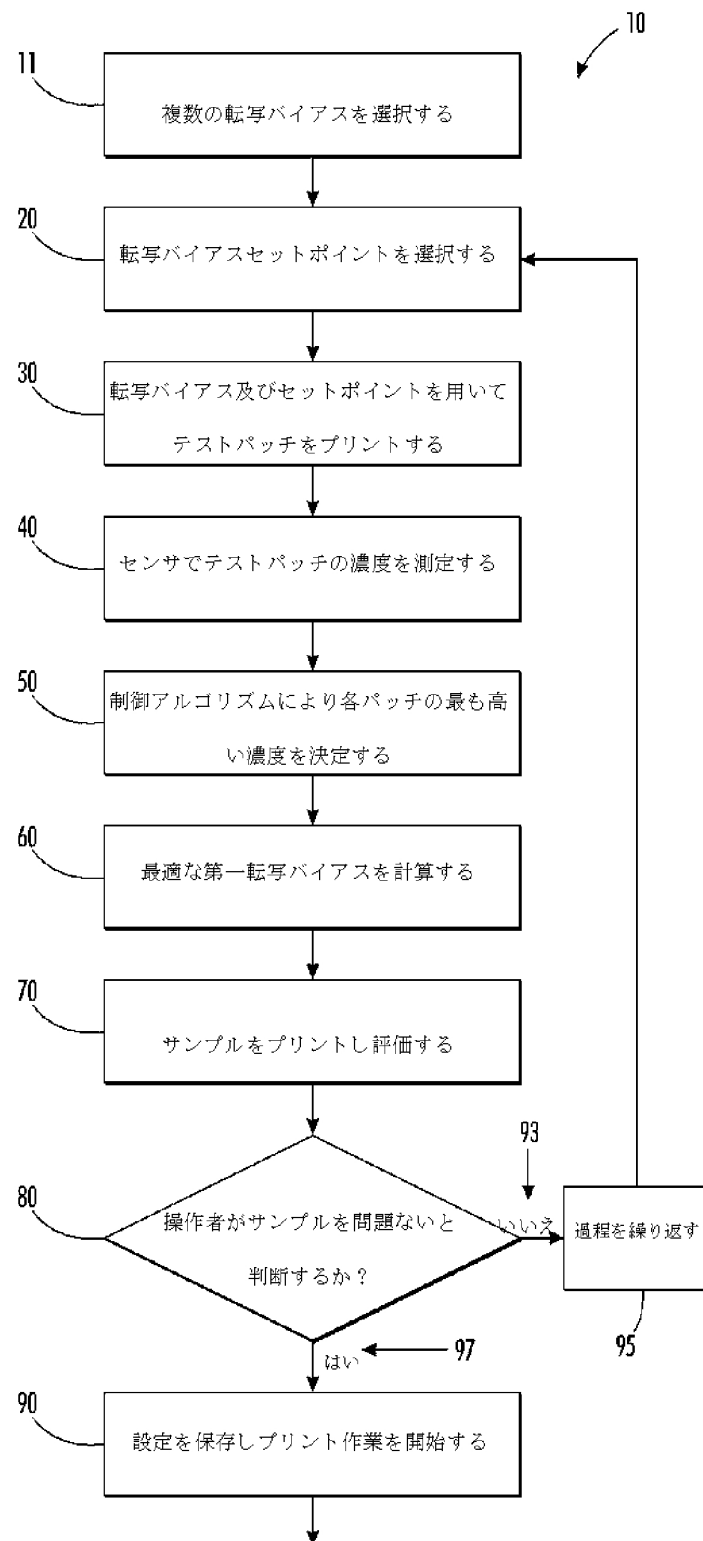 10
11
複数の転写バイアスを選択する
20
転写バイアスセットポイントを選択する
30
転写バイアス及びセットポイントを用いて
テストパッチをプリントする
40
センサでテストパッチの濃度を測定する
50
制御アルゴリズムにより各パッチの最も高
い濃度を決定する
60
最適な第一転写バイアスを計算する
70
サンプルをプリントし評価する
80
操作者がサンプルを問題ないと
判断するか？
93
いいえ
過程を繰り返す
95
はい
97
90
設定を保存しプリント作業を開始する